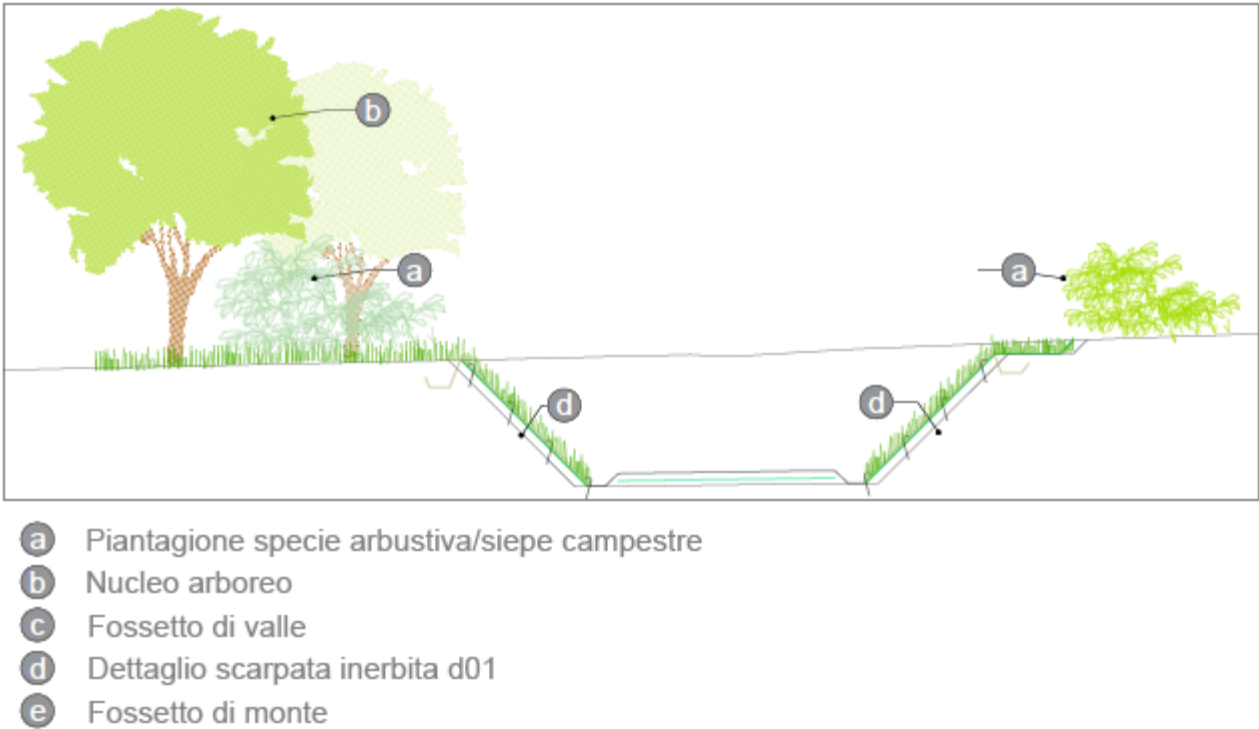 b
a
a
d
d
a Piantagione specie arbustiva/siepe campestre
b Nucleo arboreo
c Fossetto di valle
d Dettaglio scarpata inerbita d01
e Fossetto di monte